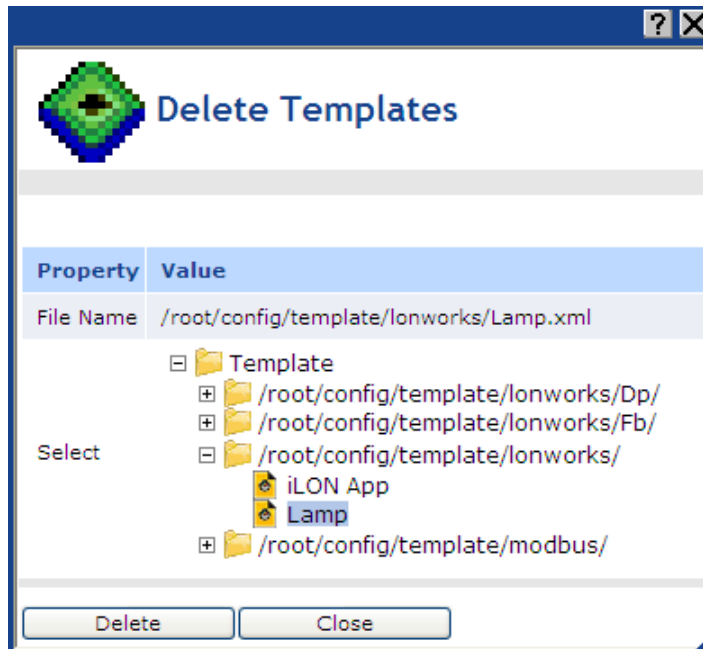 ?
Delete Templates
Property Value
File Name /root/config/template/lonworks/Lamp.xml
Template
/root/config/template/lonworks/Dp/
/root/config/template/lonworks/Fb/
Select
/root/config/template/lonworks/
iLON App
Lamp
/root/config/template/modbus/
Delete Close